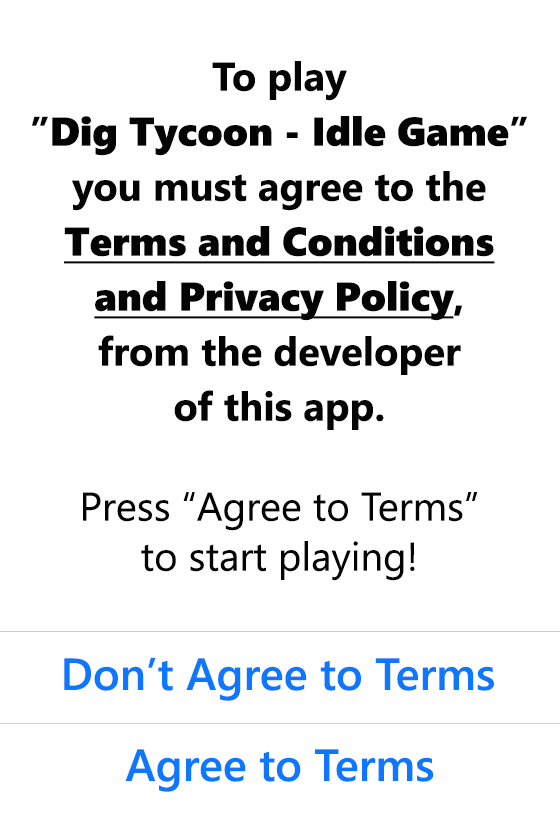 To play
”Dig Tycoon - Idle Game”
you must agree to the
Terms and Conditions
and Privacy Policy,
from the developer
of this app.
Press “Agree to Terms”
to start playing!
Don’t Agree to Terms
Agree to Terms